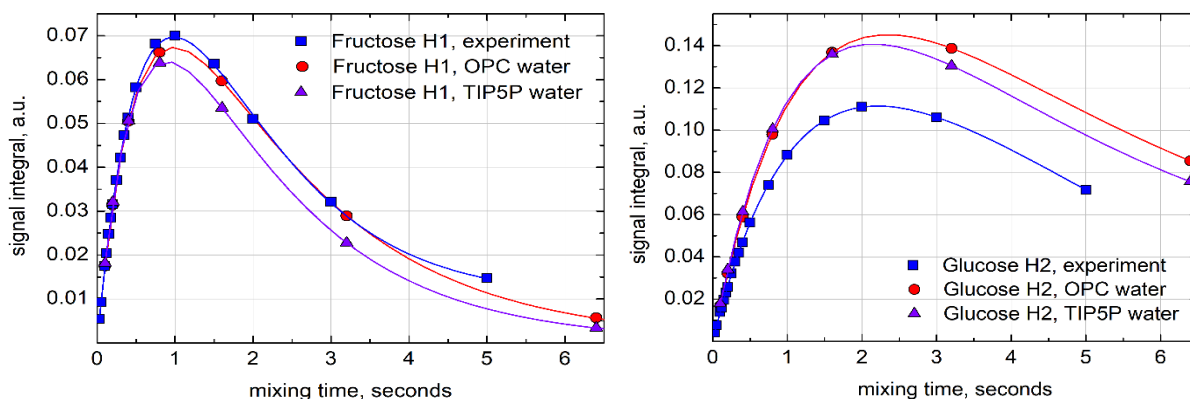 0.07
0.06
0.05
0.04
0.03
0.02
0.01
signal integral, a.u.
Fructose H1, experiment
Fructose H1, OPC water
Fructose H1, TIP5P water
0 1 2 3 4 5 6
mixing time, seconds
0.14
0.12
0.10
0.08
0.06
0.04
0.02
signal integral, a.u.
Glucose H2, experiment
Glucose H2, OPC water
Glucose H2, TIP5P water
0 1 2 3 4 5 6
mixing time, seconds